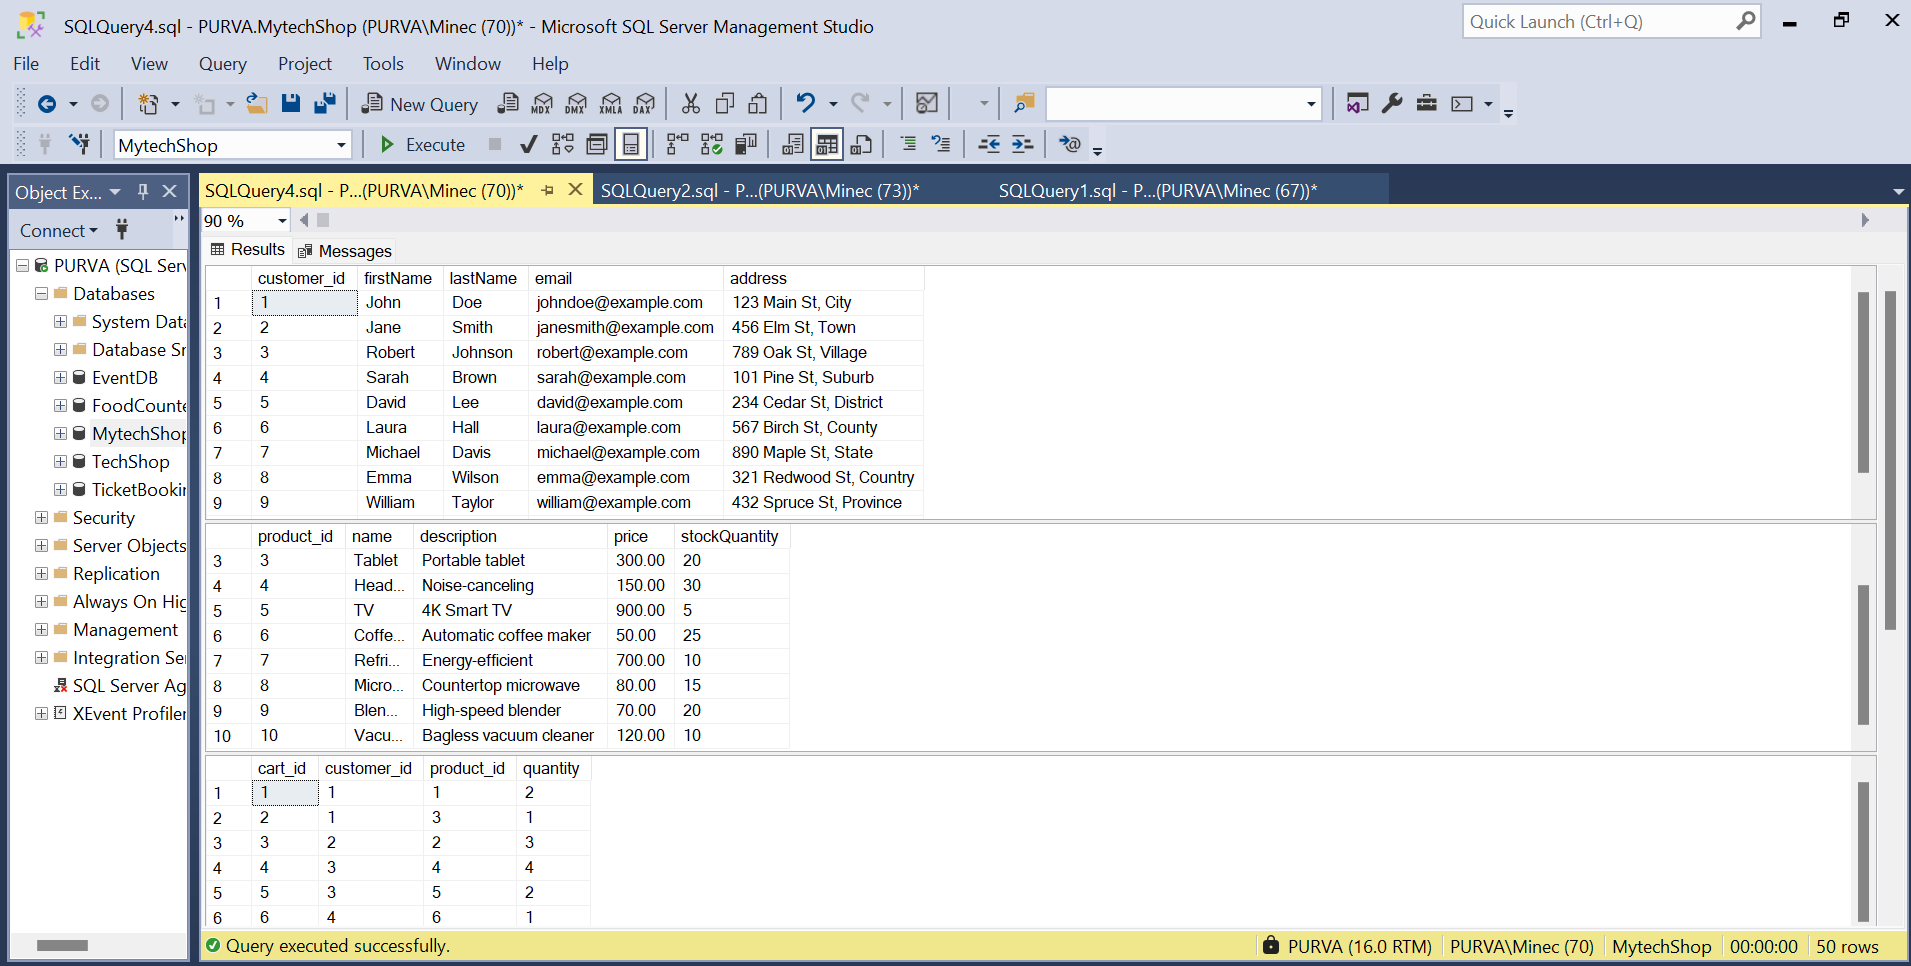 SQLQuery4.sql - PURVA.MytechShop (PURVA\Minec (70))* - Microsoft SQL Server Management Studio
Quick Launch (Ctrl+Q)
File Edit View Query Project Tools Window Help
New Query MDX DMX XMLA DAX
MytechShop Execute
Object Ex...
SQLQuery4.sql - P...(PURVA\Minec (70))* SQLQuery2.sql - P...(PURVA\Minec (73))* SQLQuery1.sql - P...(PURVA\Minec (67))*
Connect
PURVA (SQL Serv
Databases
System Data
Database Sn
EventDB
FoodCounte
MytechShop
TechShop
TicketBookin
Security
Server Objects
Replication
Always On Hig
Management
Integration Ser
SQL Server Ag
XEvent Profiler
90 %
Results Messages
customer_id firstName lastName email address
1 1 John Doe johndoe@example.com 123 Main St, City
2 2 Jane Smith janesmith@example.com 456 Elm St, Town
3 3 Robert Johnson robert@example.com 789 Oak St, Village
4 4 Sarah Brown sarah@example.com 101 Pine St, Suburb
5 5 David Lee david@example.com 234 Cedar St, District
6 6 Laura Hall laura@example.com 567 Birch St, County
7 7 Michael Davis michael@example.com 890 Maple St, State
8 8 Emma Wilson emma@example.com 321 Redwood St, Country
9 9 William Taylor william@example.com 432 Spruce St, Province
product_id name description price stockQuantity
3 3 Tablet Portable tablet 300.00 20
4 4 Head... Noise-canceling 150.00 30
5 5 TV 4K Smart TV 900.00 5
6 6 Coffe... Automatic coffee maker 50.00 25
7 7 Refri... Energy-efficient 700.00 10
8 8 Micro... Countertop microwave 80.00 15
9 9 Blen... High-speed blender 70.00 20
10 10 Vacu... Bagless vacuum cleaner 120.00 10
cart_id customer_id product_id quantity
1 1 1 1 2
2 2 1 3 1
3 3 2 2 3
4 4 3 4 4
5 5 3 5 2
6 6 4 6 1
Query executed successfully. PURVA (16.0 RTM) PURVA\Minec (70) MytechShop 00:00:00 50 rows